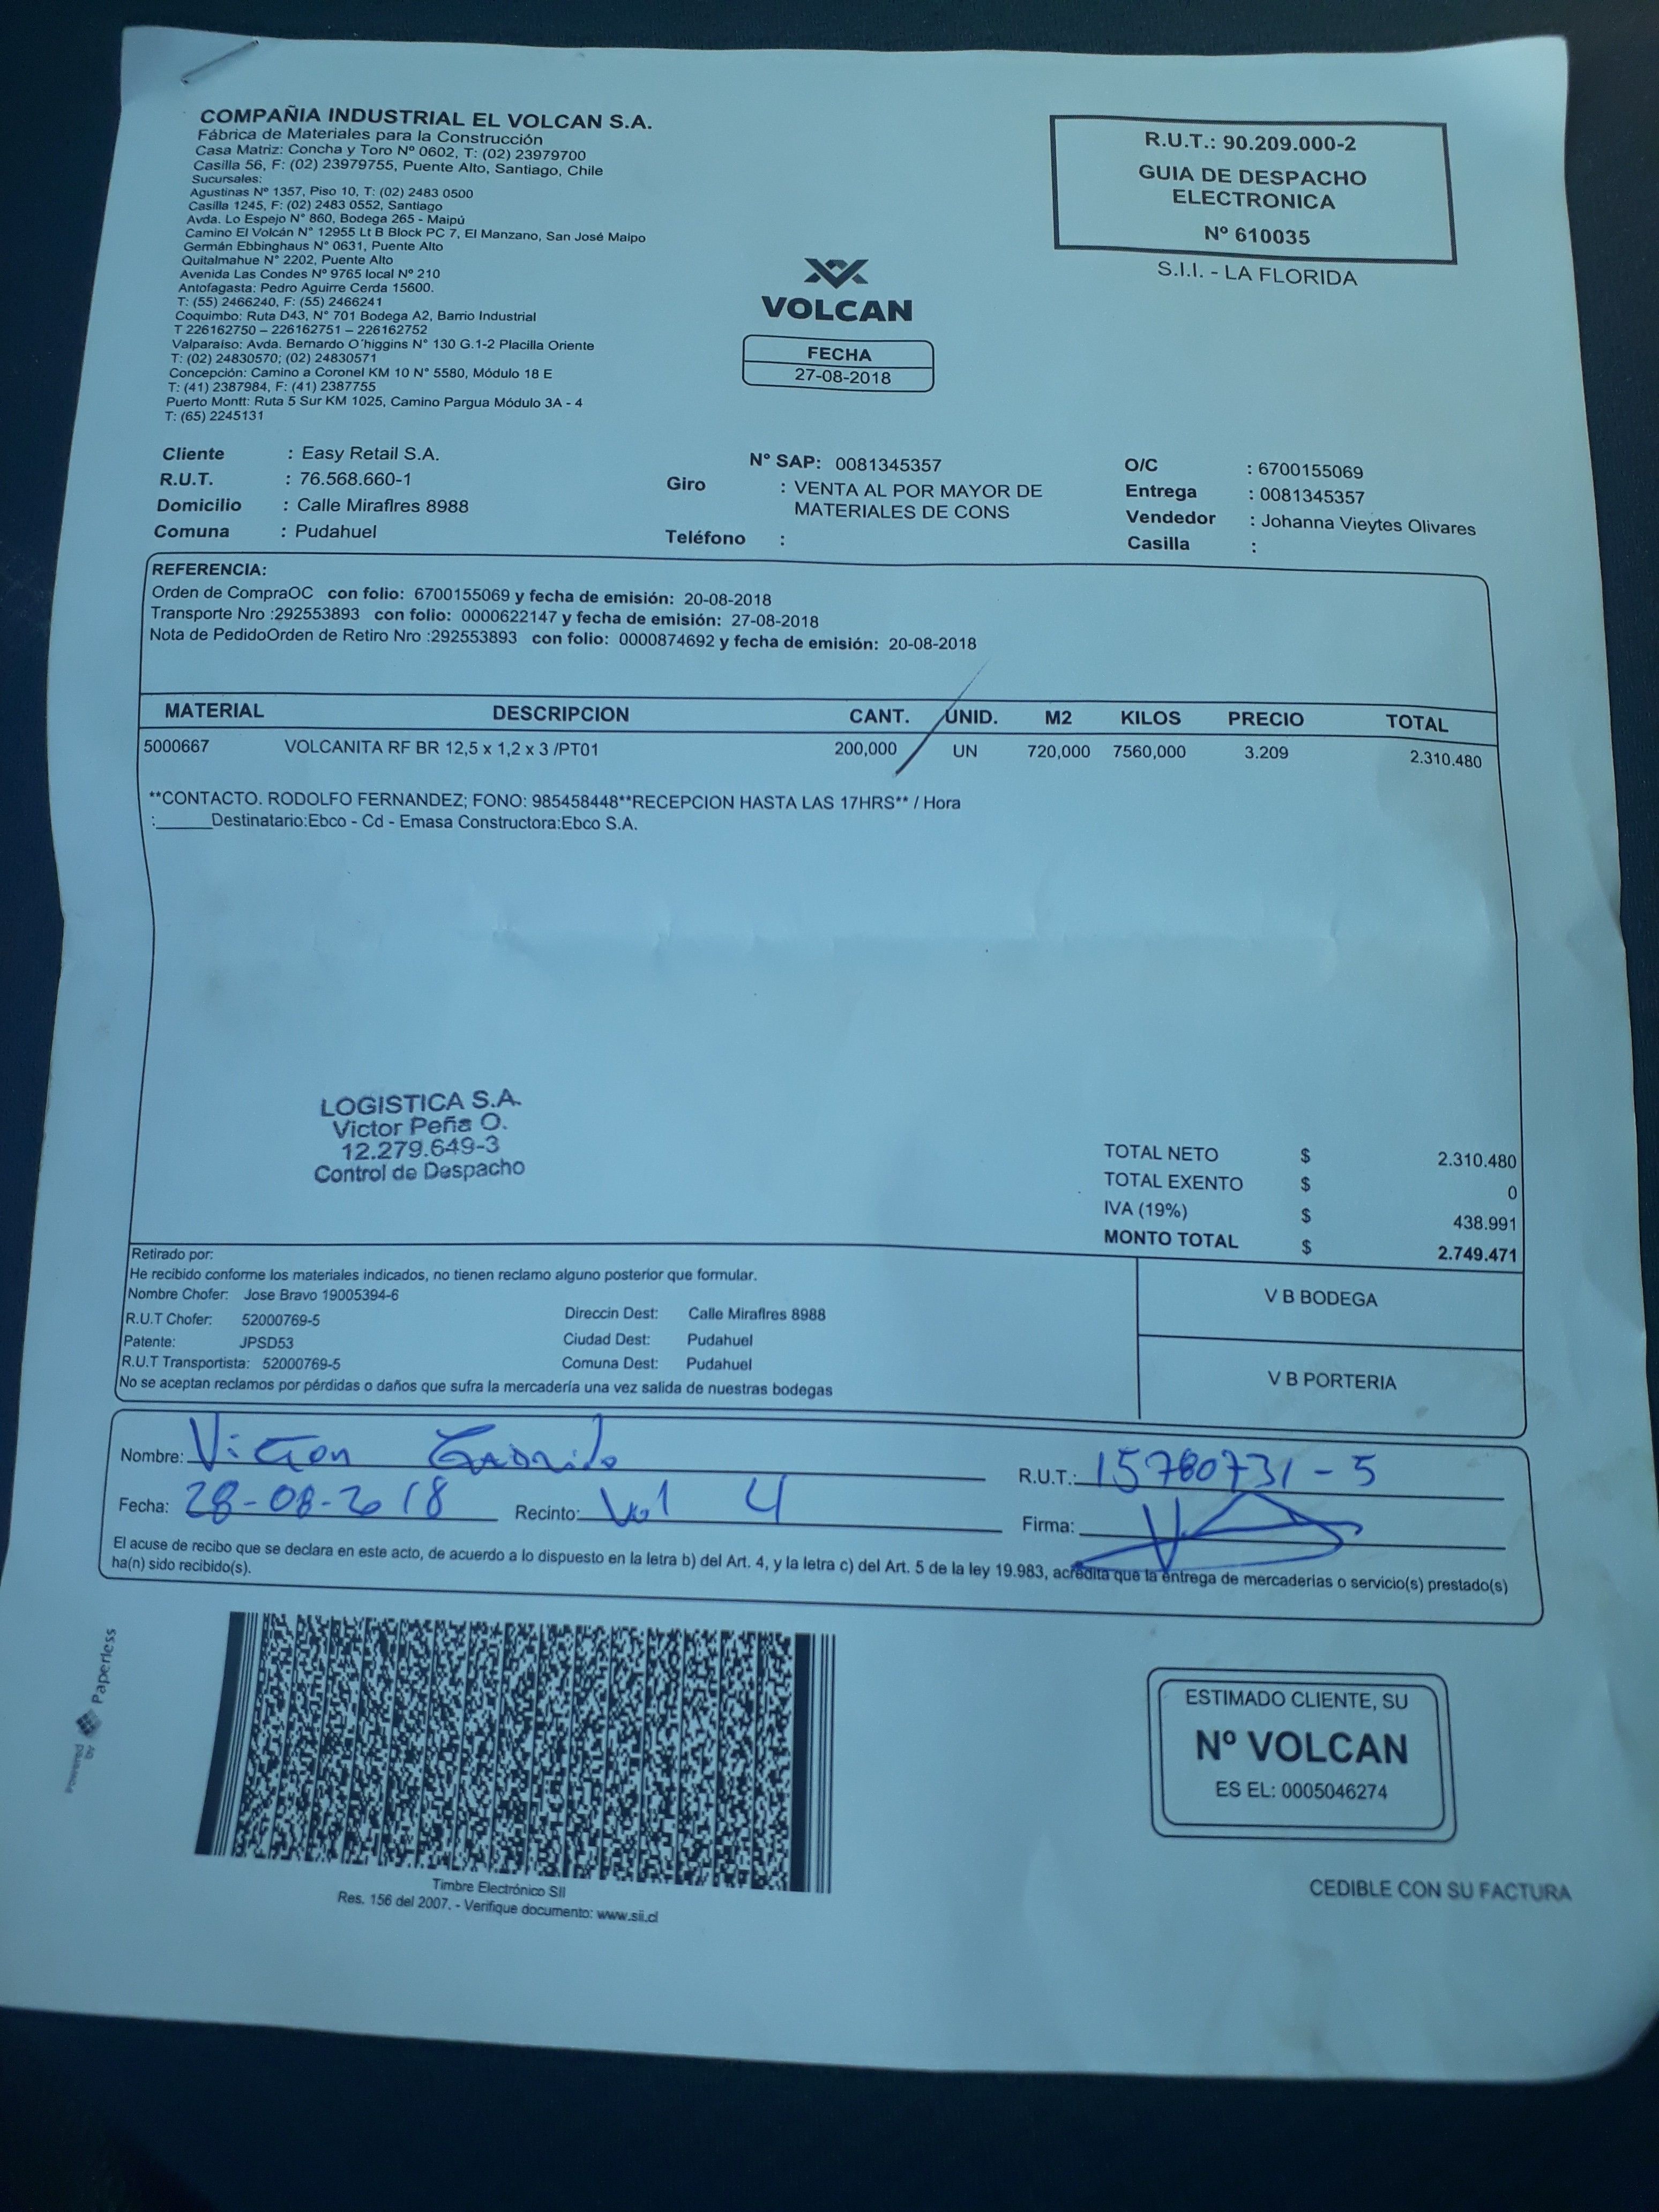 COMPAÑIA INDUSTRIAL EL VOLCAN S.A.
Fábrica de Materiales para la Construcción
Casa Matriz: Concha y Toro Nº 0602, T: (02) 23979700
Casilla 56, F: (02) 23979755, Puente Alto, Santiago, Chile
Sucursales:
Agustinas Nº 1357, Piso 10, T: (02) 2483 0500
Casilla 1245, F: (02) 2483 0552, Santiago
Avda. Lo Espejo N° 860, Bodega 265 - Maipú
Camino El Volcán N° 12955 Lt B Block PC 7, El Manzano, San José Maipo
Germán Ebbinghaus N° 0631, Puente Alto
Quitalmahue N° 2202, Puente Alto
Avenida Las Condes Nº 9765 local Nº 210
Antofagasta: Pedro Aguirre Cerda 15600.
T: (55) 2466240, F: (55) 2466241
Coquimbo: Ruta D43, N° 701 Bodega A2, Barrio Industrial
T 226162750 – 226162751 – 226162752
Valparaíso: Avda. Bernardo O´higgins N° 130 G.1-2 Placilla Oriente
T: (02) 24830570; (02) 24830571
Concepción: Camino a Coronel KM 10 N° 5580, Módulo 18 E
T: (41) 2387984, F: (41) 2387755
Puerto Montt: Ruta 5 Sur KM 1025, Camino Pargua Módulo 3A - 4
T: (65) 2245131
VOLCAN
FECHA
27-08-2018
R.U.T.: 90.209.000-2
GUIA DE DESPACHO
ELECTRONICA
Nº 610035
S.I.I. - LA FLORIDA
Cliente : Easy Retail S.A.
R.U.T. : 76.568.660-1
Domicilio : Calle Miraflres 8988
Comuna : Pudahuel
N° SAP: 0081345357
Giro : VENTA AL POR MAYOR DE
MATERIALES DE CONS
Teléfono :
O/C : 6700155069
Entrega : 0081345357
Vendedor : Johanna Vieytes Olivares
Casilla :
REFERENCIA:
Orden de CompraOC con folio: 6700155069 y fecha de emisión: 20-08-2018
Transporte Nro :292553893 con folio: 0000622147 y fecha de emisión: 27-08-2018
Nota de PedidoOrden de Retiro Nro :292553893 con folio: 0000874692 y fecha de emisión: 20-08-2018
MATERIAL DESCRIPCION CANT. UNID. M2 KILOS PRECIO TOTAL
5000667 VOLCANITA RF BR 12,5 x 1,2 x 3 /PT01 200,000 UN 720,000 7560,000 3.209 2.310.480
**CONTACTO. RODOLFO FERNANDEZ; FONO: 985458448**RECEPCION HASTA LAS 17HRS** / Hora
:______Destinatario:Ebco - Cd - Emasa Constructora:Ebco S.A.
LOGISTICA S.A.
Victor Peña O.
12.279.649-3
Control de Despacho
TOTAL NETO $ 2.310.480
TOTAL EXENTO $ 0
IVA (19%) $ 438.991
MONTO TOTAL $ 2.749.471
Retirado por:
He recibido conforme los materiales indicados, no tienen reclamo alguno posterior que formular.
Nombre Chofer: Jose Bravo 19005394-6
R.U.T Chofer: 52000769-5
Patente: JPSD53
R.U.T Transportista: 52000769-5
Direccin Dest: Calle Miraflres 8988
Ciudad Dest: Pudahuel
Comuna Dest: Pudahuel
No se aceptan reclamos por pérdidas o daños que sufra la mercadería una vez salida de nuestras bodegas
V B BODEGA
V B PORTERIA
Nombre: Victor
R.U.T.: 15780731-5
Fecha: 28-08-2018 Recinto: Vol 4
Firma:
El acuse de recibo que se declara en este acto, de acuerdo a lo dispuesto en la letra b) del Art. 4, y la letra c) del Art. 5 de la ley 19.983, acredita que la entrega de mercaderías o servicio(s) prestado(s)
ha(n) sido recibido(s).
Powered by Paperless
Timbre Electrónico SII
Res. 156 del 2007. - Verifique documento: www.sii.cl
ESTIMADO CLIENTE, SU
Nº VOLCAN
ES EL: 0005046274
CEDIBLE CON SU FACTURA